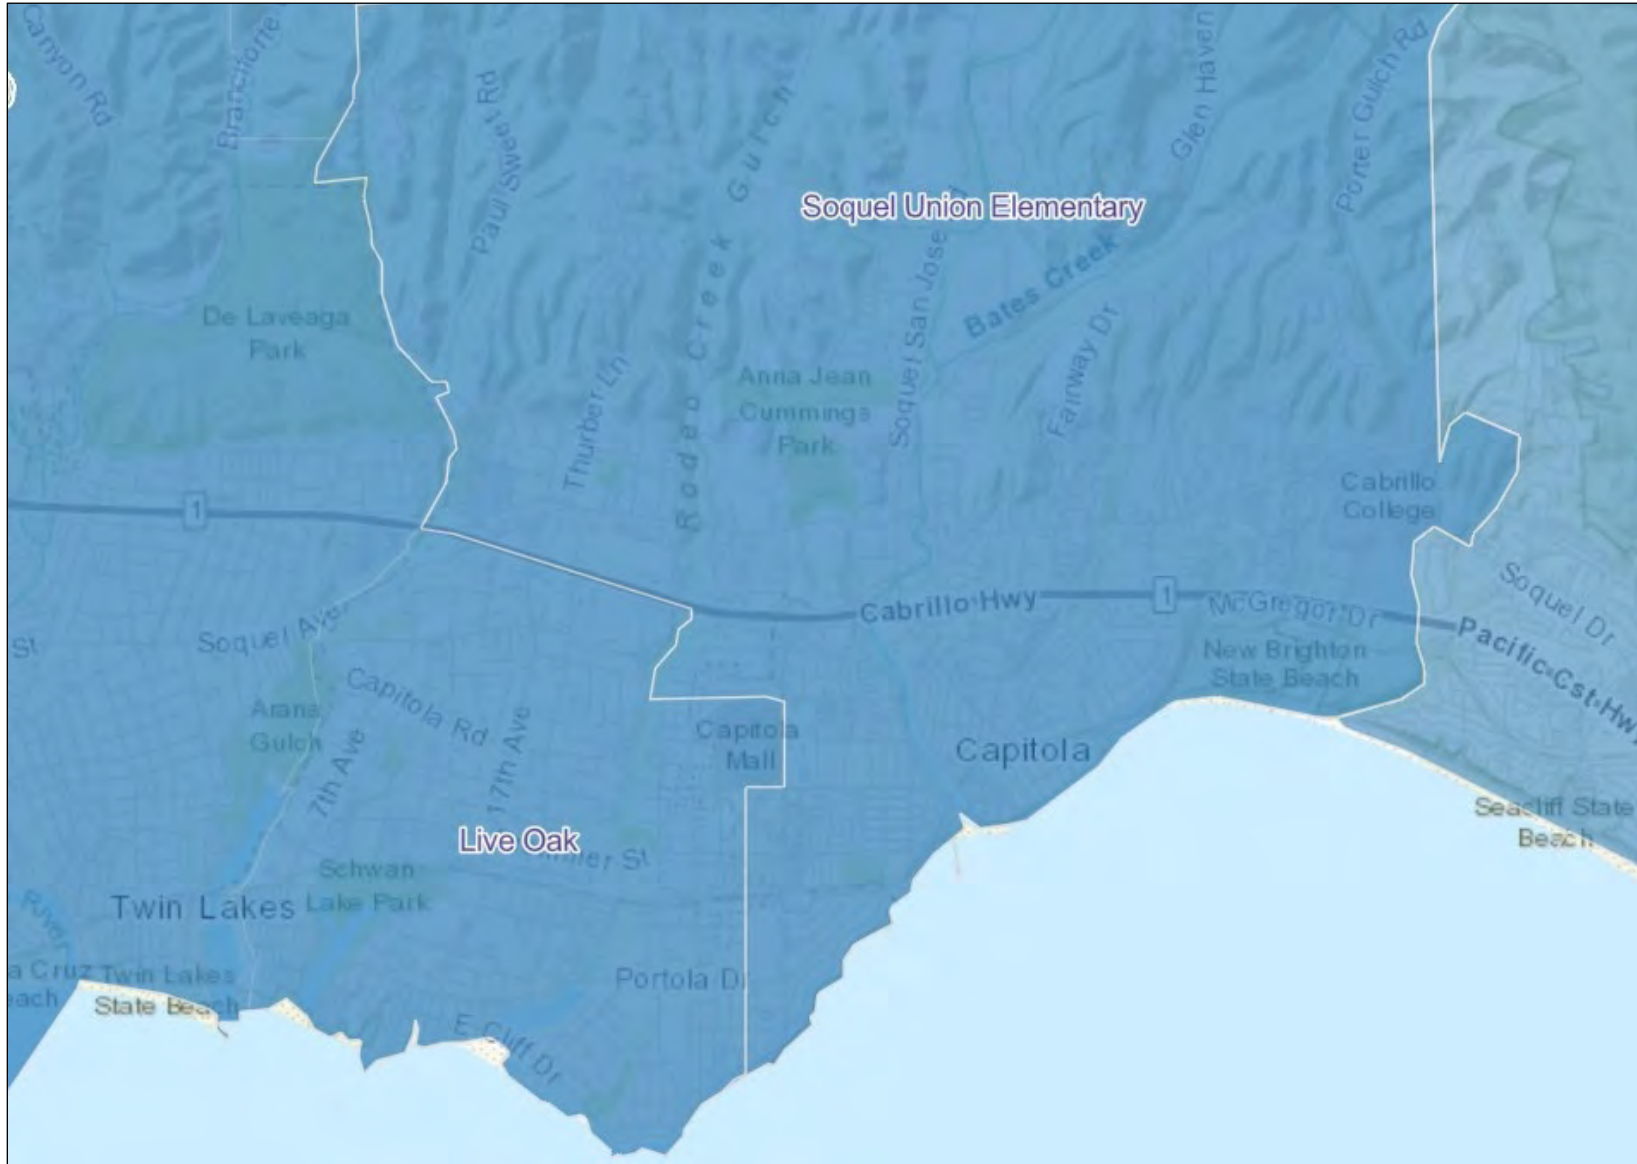 Canyon Rd
Branciforte
Paul Sweet Rd
Rodeo Creek Gulch
Glen Haven
Porter Gulch Rd
Soquel Union Elementary
Soquel San Jose
Bates Creek
De Laveaga
Park
Thurber Ln
Anna Jean
Cummings
Park
Fairway Dr
Cabrillo
College
1
Cabrillo Hwy
1
McGregor Dr
Soquel Dr
Pacific Cst Hwy
St
Soquel Ave
New Brighton
State Beach
Capitola Rd
Arana
Gulch
7th Ave
17th Ave
Capitola
Mall
Capitola
Live Oak
St
Seacliff State
Beach
Schwan
Lake Park
Twin Lakes
River
a Cruz
each
Twin Lakes
State Beach
Portola Dr
E Cliff Dr